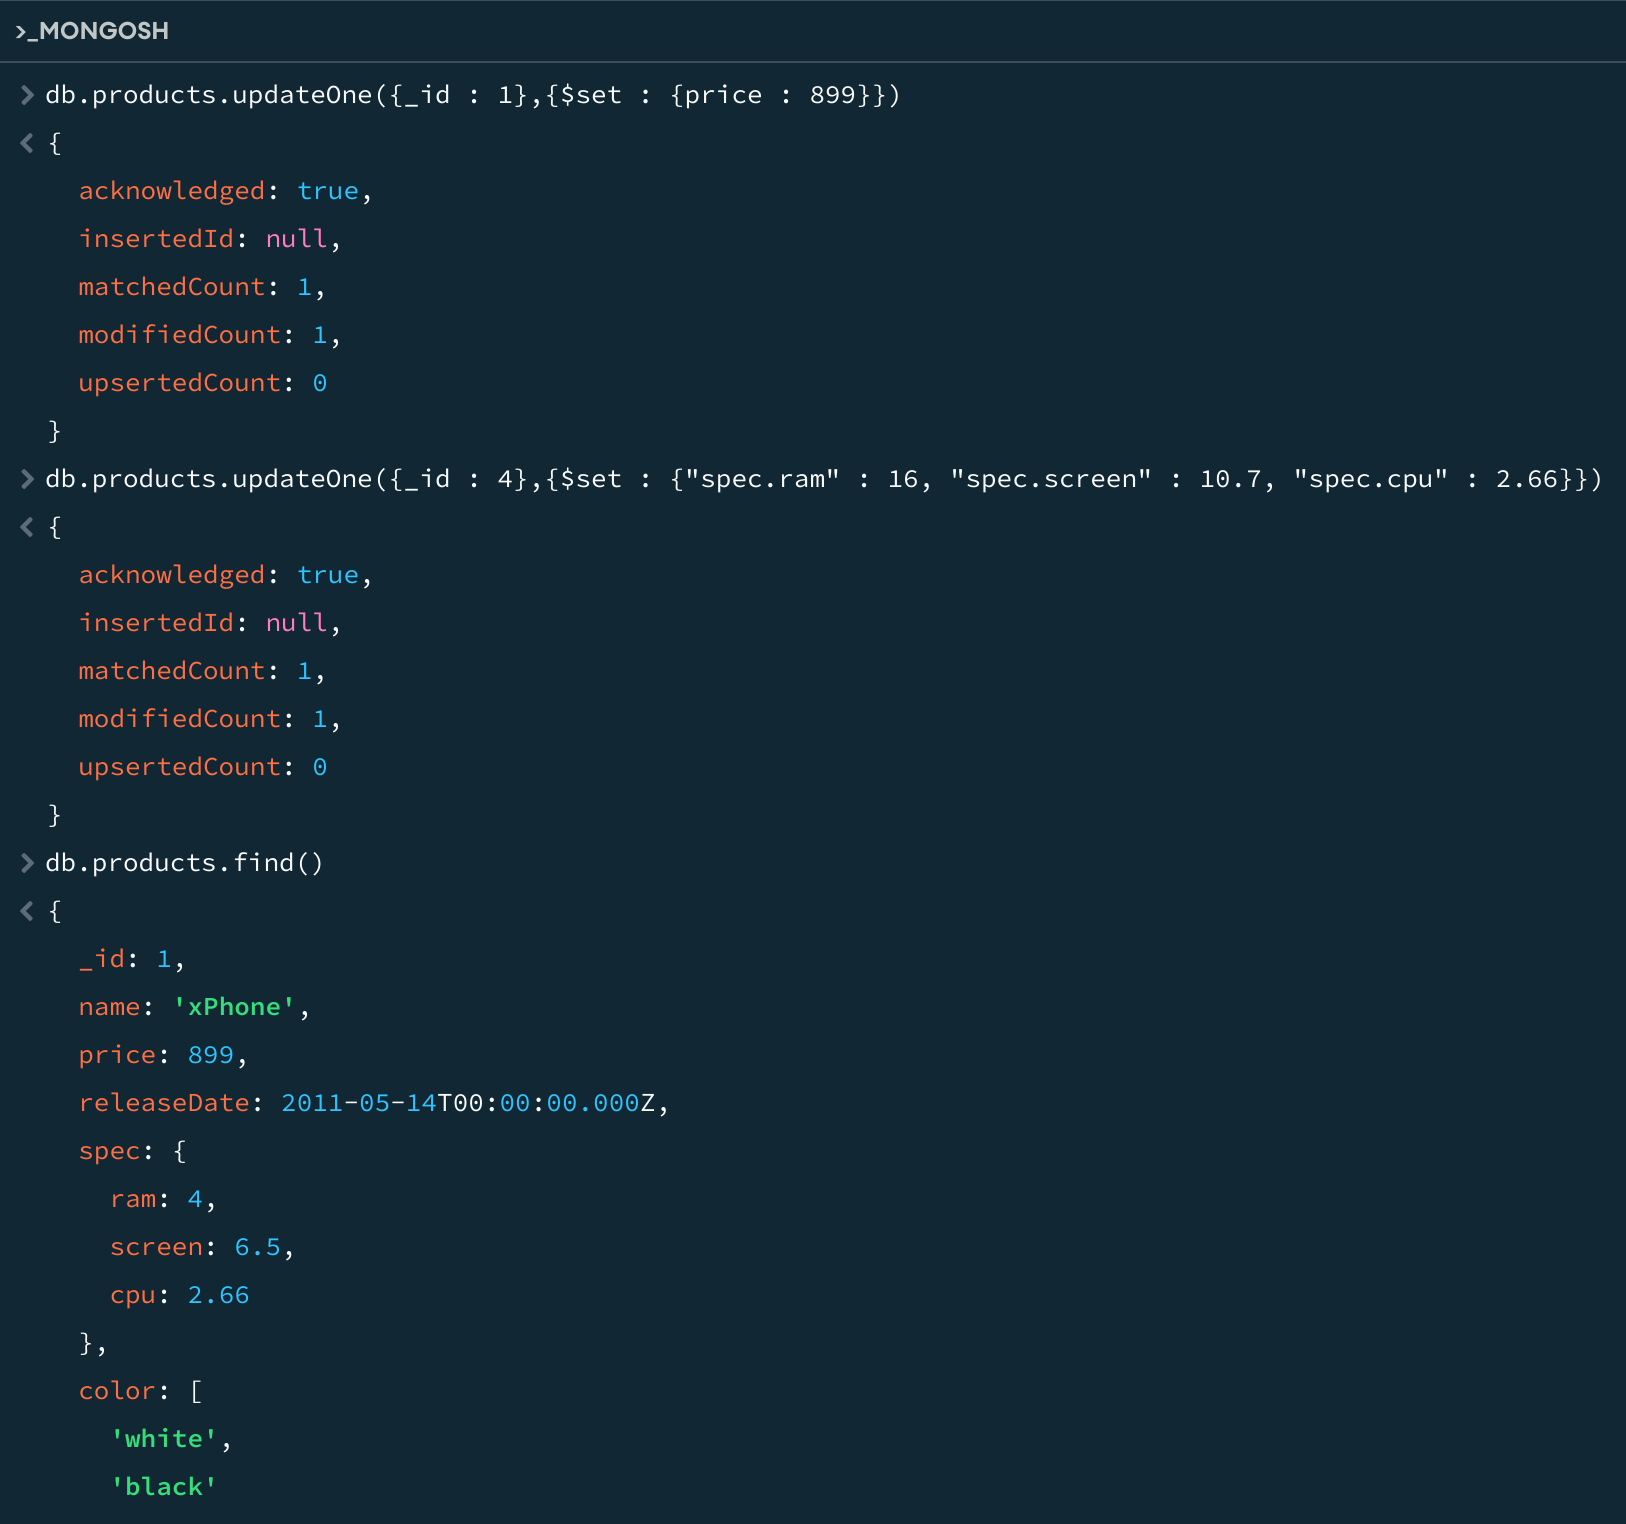 >_MONGOSH
> db.products.updateOne({_id : 1},{$set : {price : 899}})
< {
acknowledged: true,
insertedId: null,
matchedCount: 1,
modifiedCount: 1,
upsertedCount: 0
}
> db.products.updateOne({_id : 4},{$set : {"spec.ram" : 16, "spec.screen" : 10.7, "spec.cpu" : 2.66}})
< {
acknowledged: true,
insertedId: null,
matchedCount: 1,
modifiedCount: 1,
upsertedCount: 0
}
> db.products.find()
< {
_id: 1,
name: 'xPhone',
price: 899,
releaseDate: 2011-05-14T00:00:00.000Z,
spec: {
ram: 4,
screen: 6.5,
cpu: 2.66
},
color: [
'white',
'black'